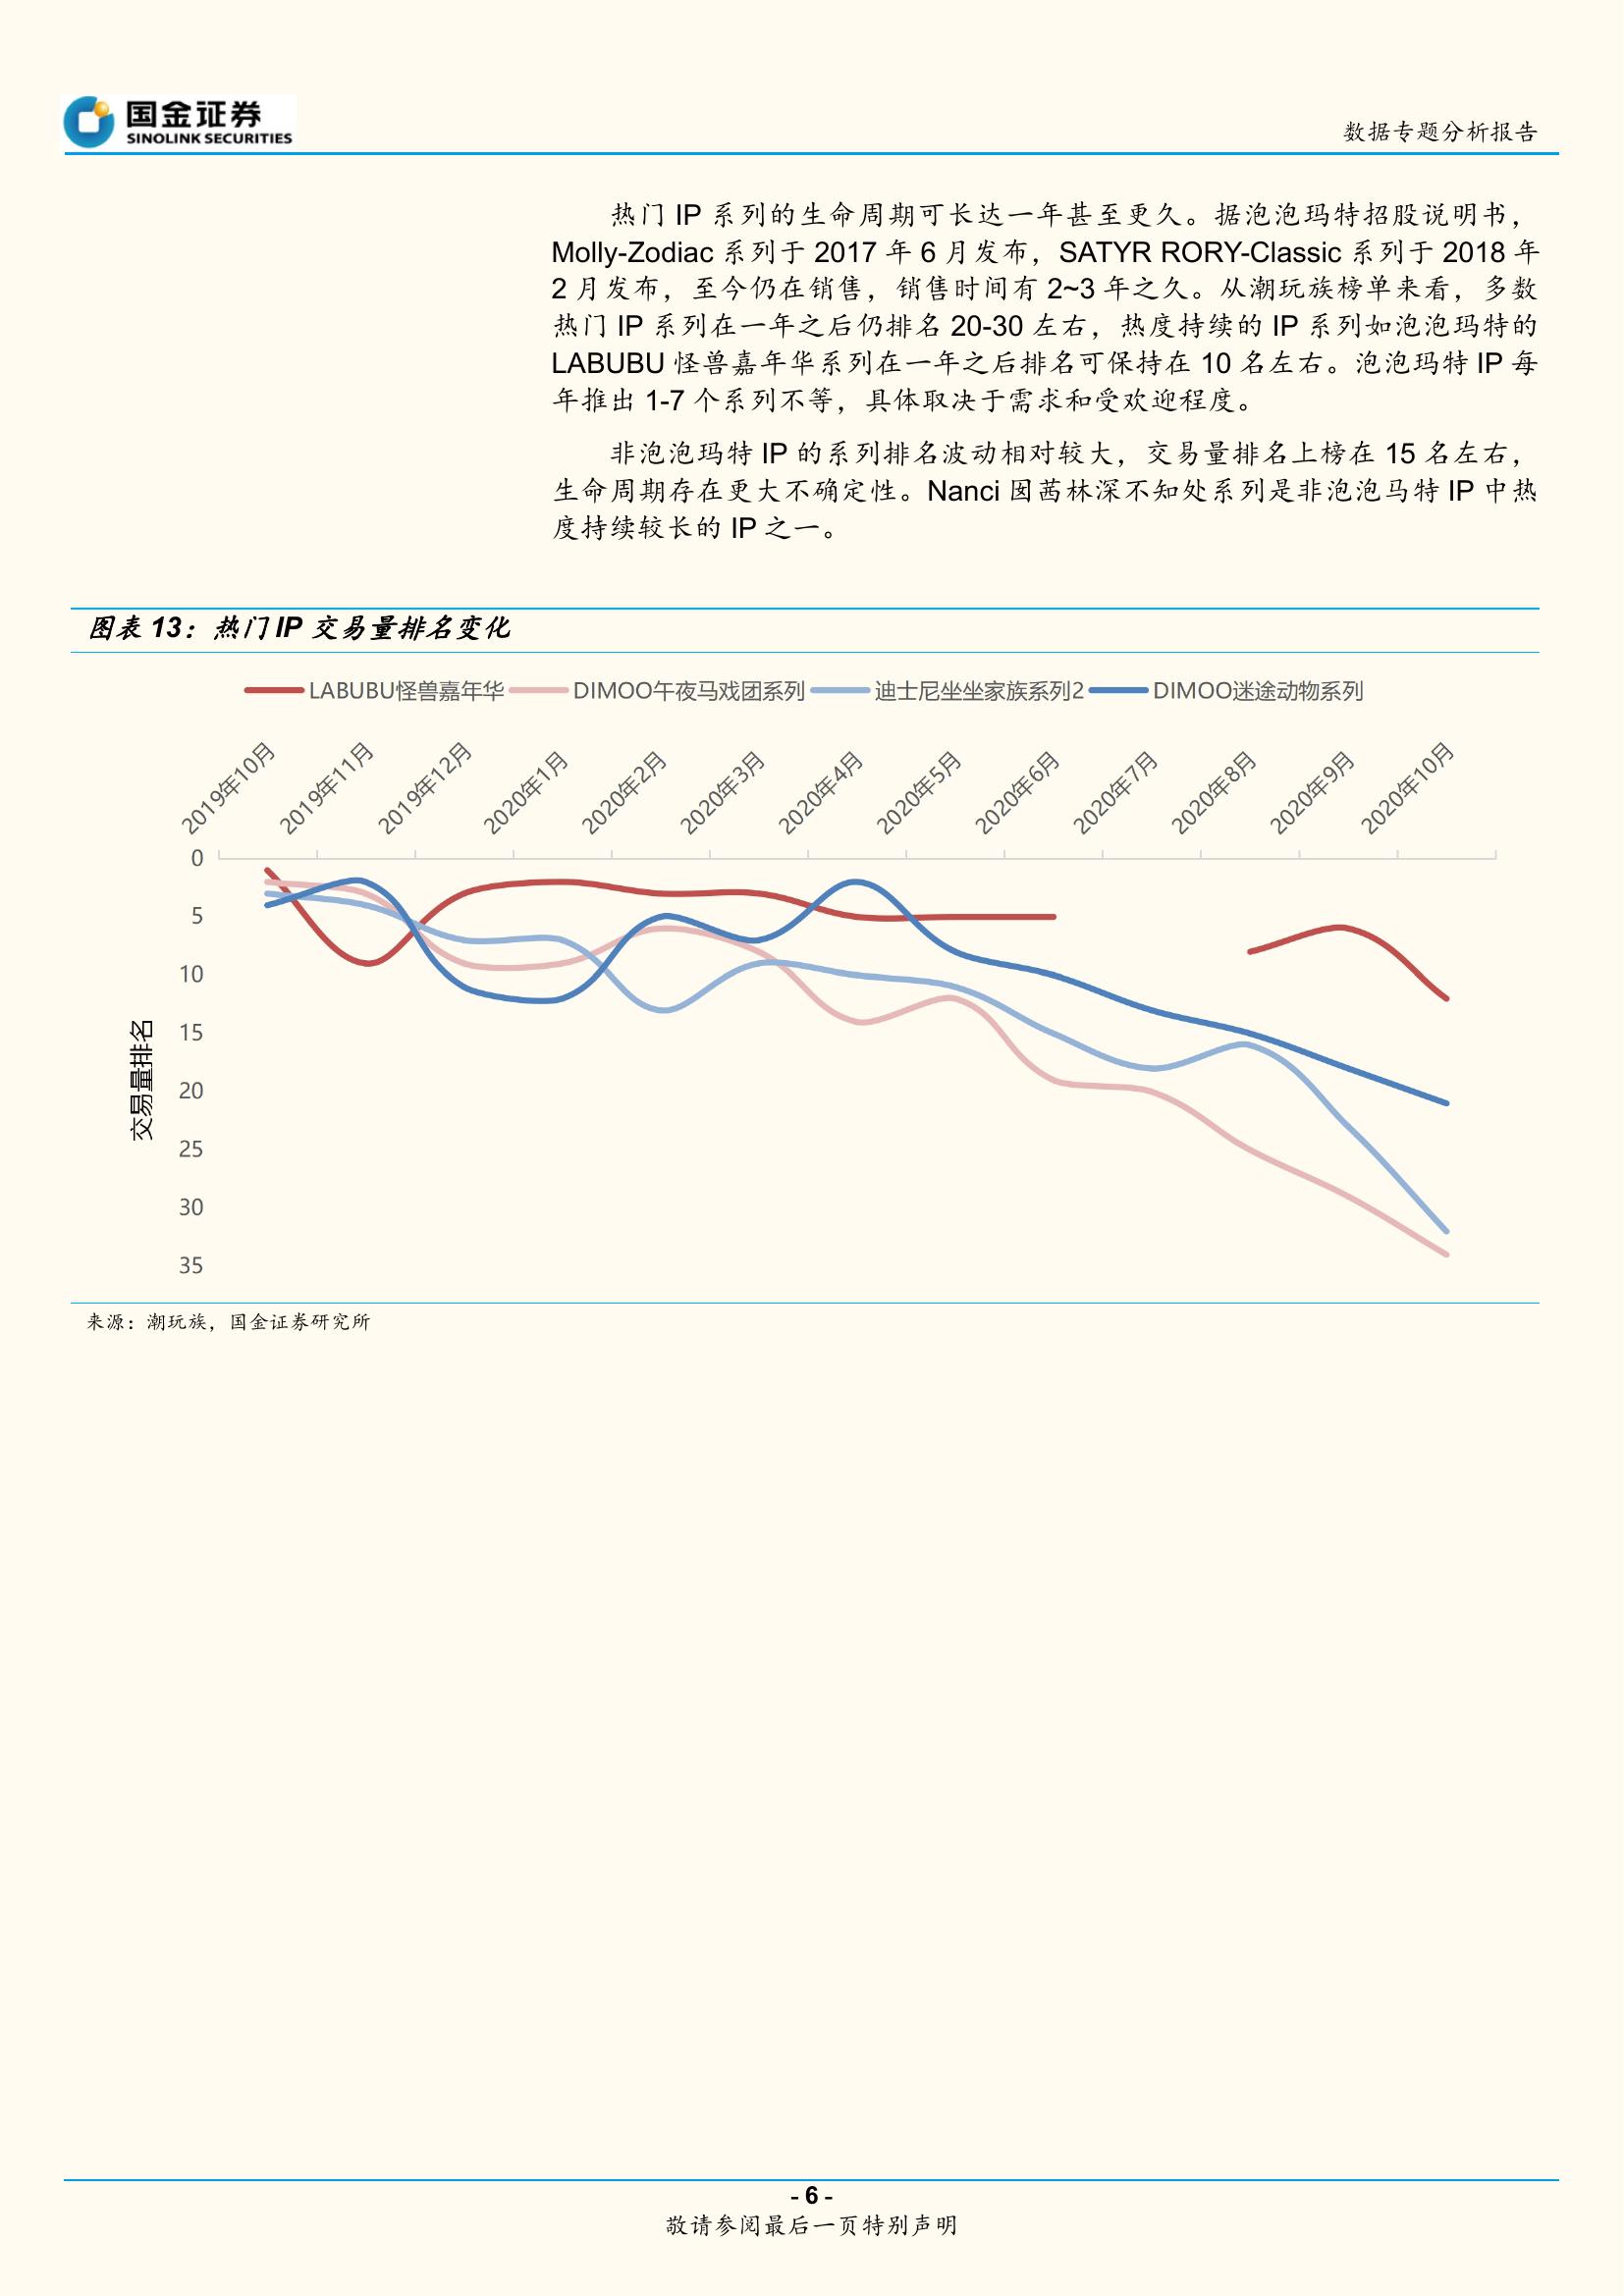 国金证券
SINOLINK SECURITIES
数据专题分析报告
热门 IP 系列的生命周期可长达一年甚至更久。据泡泡玛特招股说明书，
Molly-Zodiac 系列于 2017 年 6 月发布，SATYR RORY-Classic 系列于 2018 年
2 月发布，至今仍在销售，销售时间有 2~3 年之久。从潮玩族榜单来看，多数
热门 IP 系列在一年之后仍排名 20-30 左右，热度持续的 IP 系列如泡泡玛特的
LABUBU 怪兽嘉年华系列在一年之后排名可保持在 10 名左右。泡泡玛特 IP 每
年推出 1-7 个系列不等，具体取决于需求和受欢迎程度。
非泡泡玛特 IP 的系列排名波动相对较大，交易量排名上榜在 15 名左右，
生命周期存在更大不确定性。Nanci 囡茜林深不知处系列是非泡泡马特 IP 中热
度持续较长的 IP 之一。
图表 13：热门 IP 交易量排名变化
LABUBU怪兽嘉年华 DIMOO午夜马戏团系列 迪士尼坐坐家族系列2 DIMOO迷途动物系列
2019年10月 2019年11月 2019年12月 2020年1月 2020年2月 2020年3月 2020年4月 2020年5月 2020年6月 2020年7月 2020年8月 2020年9月 2020年10月
0
5
10
15
20
25
30
35
交易量排名
来源：潮玩族，国金证券研究所
- 6 -
敬请参阅最后一页特别声明